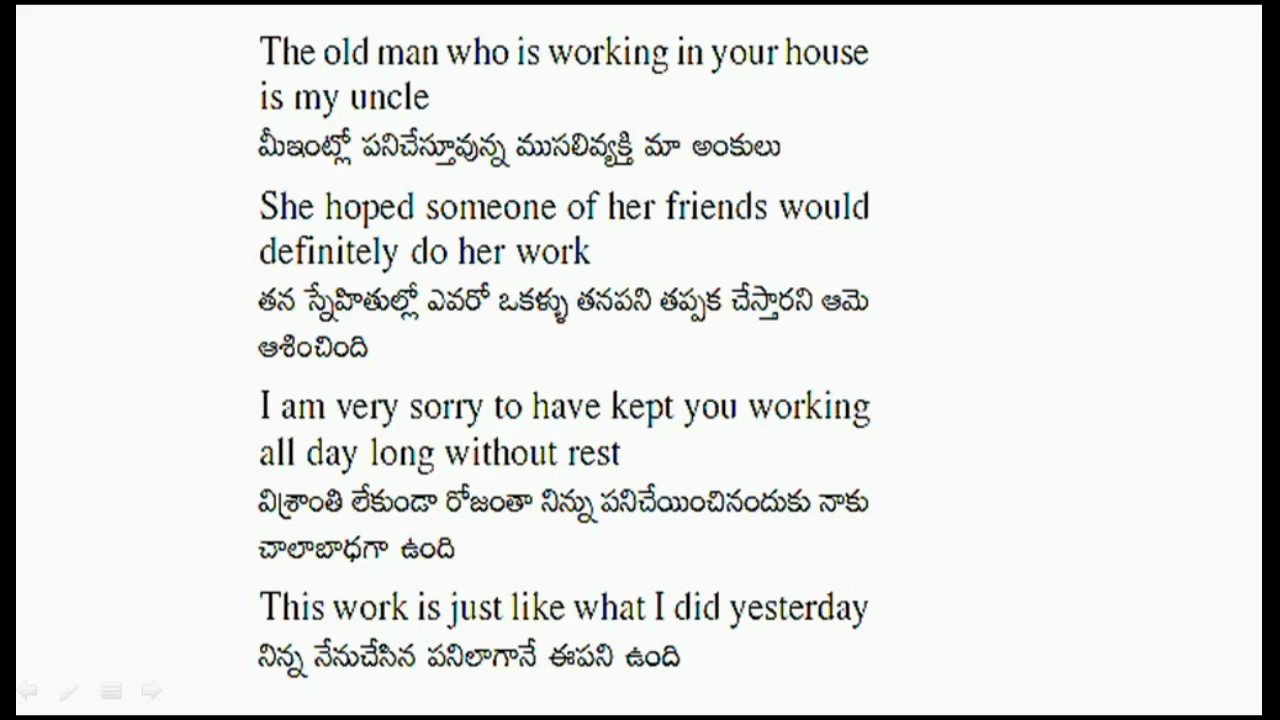 The old man who is working in your house
is my uncle
మీఇంట్లో పనిచేస్తూవున్న ముసలివ్యక్తి మా అంకులు
She hoped someone of her friends would
definitely do her work
తన స్నేహితుల్లో ఎవరో ఒకళ్ళు తనపని తప్పక చేస్తారని ఆమె
ఆశించింది
I am very sorry to have kept you working
all day long without rest
విశ్రాంతి లేకుండా రోజంతా నిన్ను పనిచేయించినందుకు నాకు
చాలాబాధగా ఉంది
This work is just like what I did yesterday
నిన్న నేనుచేసిన పనిలాగానే ఈపని ఉంది